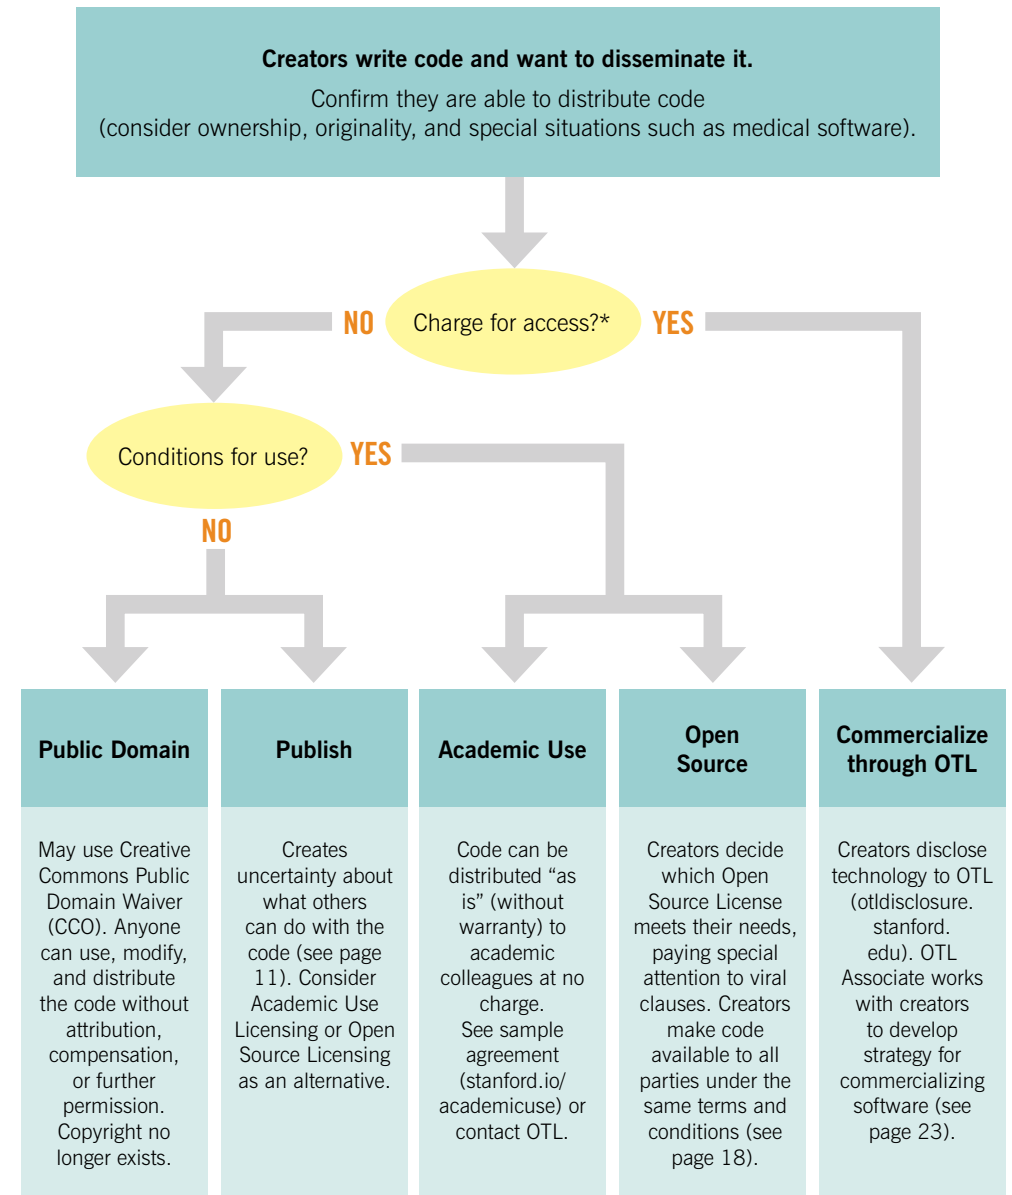 Creators write code and want to disseminate it.
Confirm they are able to distribute code
(consider ownership, originality, and special situations such as medical software).
NO
Charge for access?*
YES
Conditions for use?
YES
NO
Public Domain
May use Creative
Commons Public
Domain Waiver
(CCO). Anyone
can use, modify,
and distribute
the code without
attribution,
compensation,
or further
permission.
Copyright no
longer exists.
Publish
Creates
uncertainty about
what others
can do with the
code (see page
11). Consider
Academic Use
Licensing or Open
Source Licensing
as an alternative.
Academic Use
Code can be
distributed “as
is” (without
warranty) to
academic
colleagues at no
charge.
See sample
agreement
(stanford.io/
academicuse) or
contact OTL.
Open
Source
Creators decide
which Open
Source License
meets their needs,
paying special
attention to viral
clauses. Creators
make code
available to all
parties under the
same terms and
conditions (see
page 18).
Commercialize
through OTL
Creators disclose
technology to OTL
(otldisclosure.
stanford.
edu). OTL
Associate works
with creators
to develop
strategy for
commercializing
software (see
page 23).